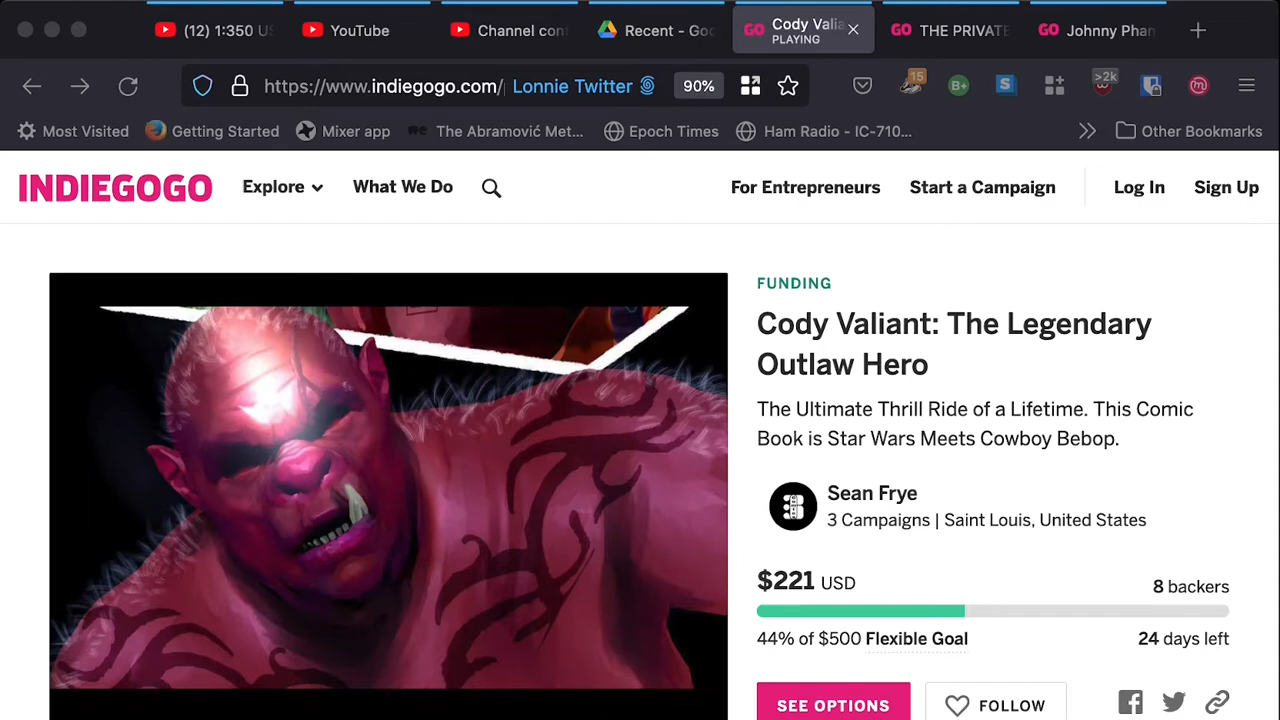 (12) 1:350 US
YouTube
Channel con
Recent - Goo
GO Cody Valia
PLAYING
GO THE PRIVATE
GO Johnny Phan
https://www.indiegogo.com/ Lonnie Twitter
90%
15
B+
S
>2k
m
Most Visited
Getting Started
Mixer app
we The Abramović Met...
Epoch Times
Ham Radio - IC-710...
Other Bookmarks
INDIEGOGO
Explore
What We Do
For Entrepreneurs
Start a Campaign
Log In
Sign Up
FUNDING
Cody Valiant: The Legendary
Outlaw Hero
The Ultimate Thrill Ride of a Lifetime. This Comic
Book is Star Wars Meets Cowboy Bebop.
Sean Frye
3 Campaigns | Saint Louis, United States
$221 USD
8 backers
44% of $500 Flexible Goal
24 days left
SEE OPTIONS
FOLLOW